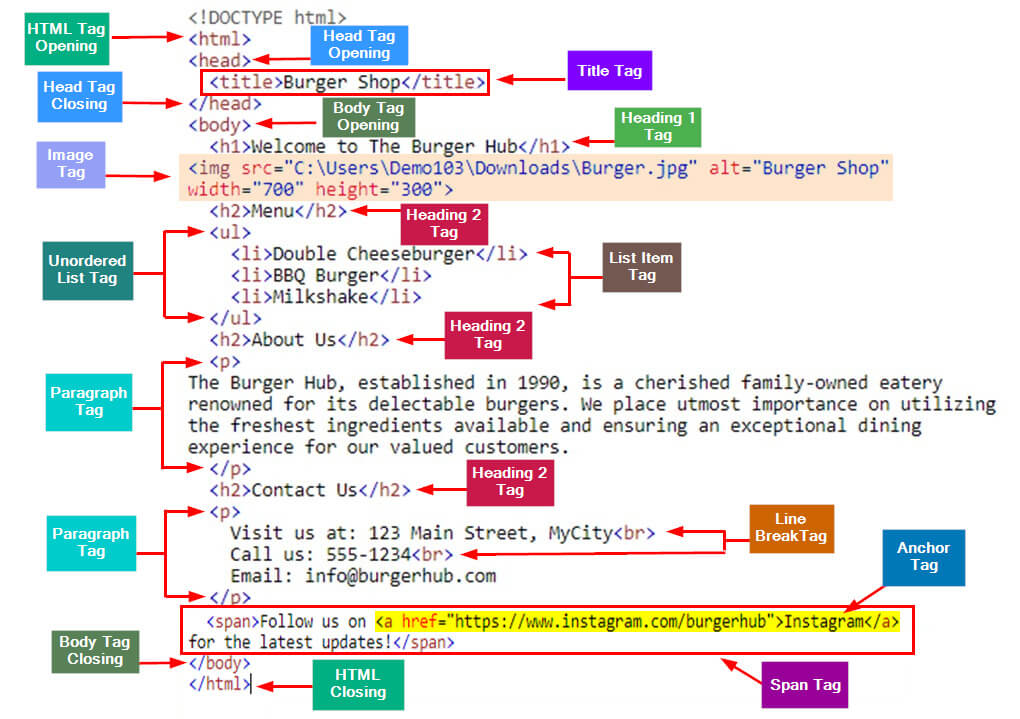 <!DOCTYPE html>
HTML Tag
Opening
<html>
Head Tag
Opening
<head>
<title>Burger Shop</title>
Title Tag
Head Tag
Closing
</head>
Body Tag
Opening
<body>
Heading 1
Tag
<h1>Welcome to The Burger Hub</h1>
Image
Tag
<img src="C:\Users\Demo103\Downloads\Burger.jpg" alt="Burger Shop"
width="700" height="300">
<h2>Menu</h2>
Heading 2
Tag
<ul>
Unordered
List Tag
<li>Double Cheeseburger</li>
<li>BBQ Burger</li>
<li>Milkshake</li>
List Item
Tag
</ul>
<h2>About Us</h2>
Heading 2
Tag
<p>
Paragraph
Tag
The Burger Hub, established in 1990, is a cherished family-owned eatery
renowned for its delectable burgers. We place utmost importance on utilizing
the freshest ingredients available and ensuring an exceptional dining
experience for our valued customers.
</p>
<h2>Contact Us</h2>
Heading 2
Tag
<p>
Paragraph
Tag
Visit us at: 123 Main Street, MyCity<br>
Call us: 555-1234<br>
Line
BreakTag
Email: info@burgerhub.com
</p>
Anchor
Tag
<span>Follow us on <a href="https://www.instagram.com/burgerhub">Instagram</a>
for the latest updates!</span>
Span Tag
Body Tag
Closing
</body>
</html>
HTML
Closing